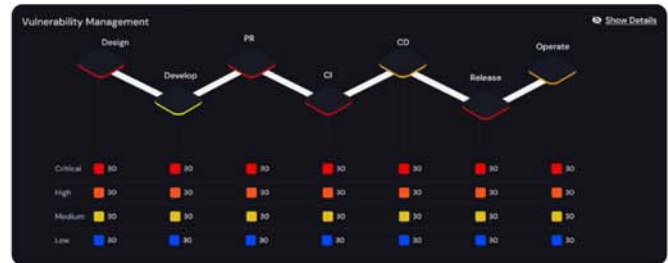 Vulnerability Management
Show Details
Design
PR
CD
Operate
Develop
CI
Release
Critical 30 30 30 30 30 30 30
High 30 30 30 30 30 30 30
Medium 30 30 30 30 30 30 30
Low 30 30 30 30 30 30 30